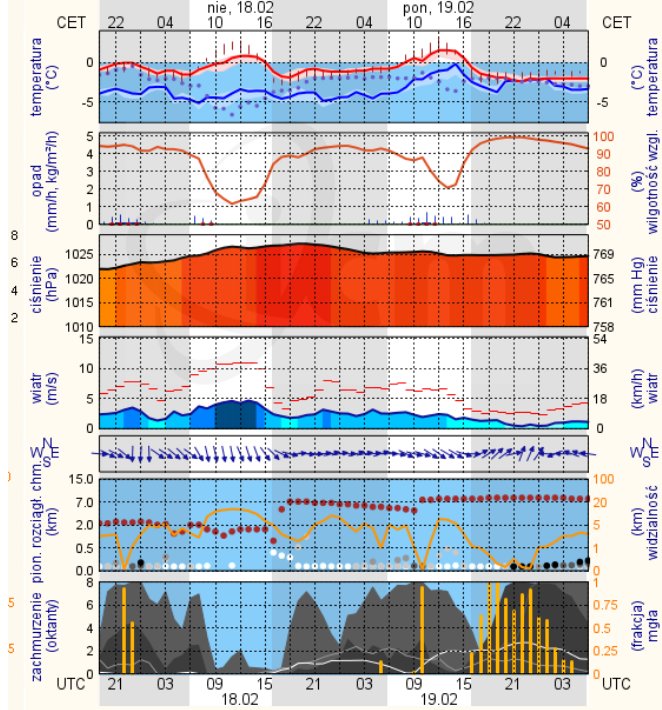 nie, 18.02 pon, 19.02
CET 22 04 10 16 22 04 10 16 22 04 CET
temperatura (°C) 0 -5 0 -5 temperatura (°C)
opad (mm/h, kg/m²/h) 5 4 3 2 1 0 100 90 80 70 60 50 wilgotność wzgl. (%)
8 6 4 2
ciśnienie (hPa) 1025 1020 1015 1010 769 765 761 758 ciśnienie (mm Hg)
wiatr (m/s) 15 10 5 0 54 36 18 0 wiatr (km/h)
N W E S N W E S
pion. rozciągł. chm. (km) 15.0 7.0 2.0 0.5 0.0 100 20 5 1 0 widzialność (km)
zachmurzenie (oktanty) 8 6 4 2 0 1 0.75 0.5 0.25 0 mgła (frakcja)
UTC 21 03 09 15 21 03 09 15 21 03 UTC
18.02 19.02